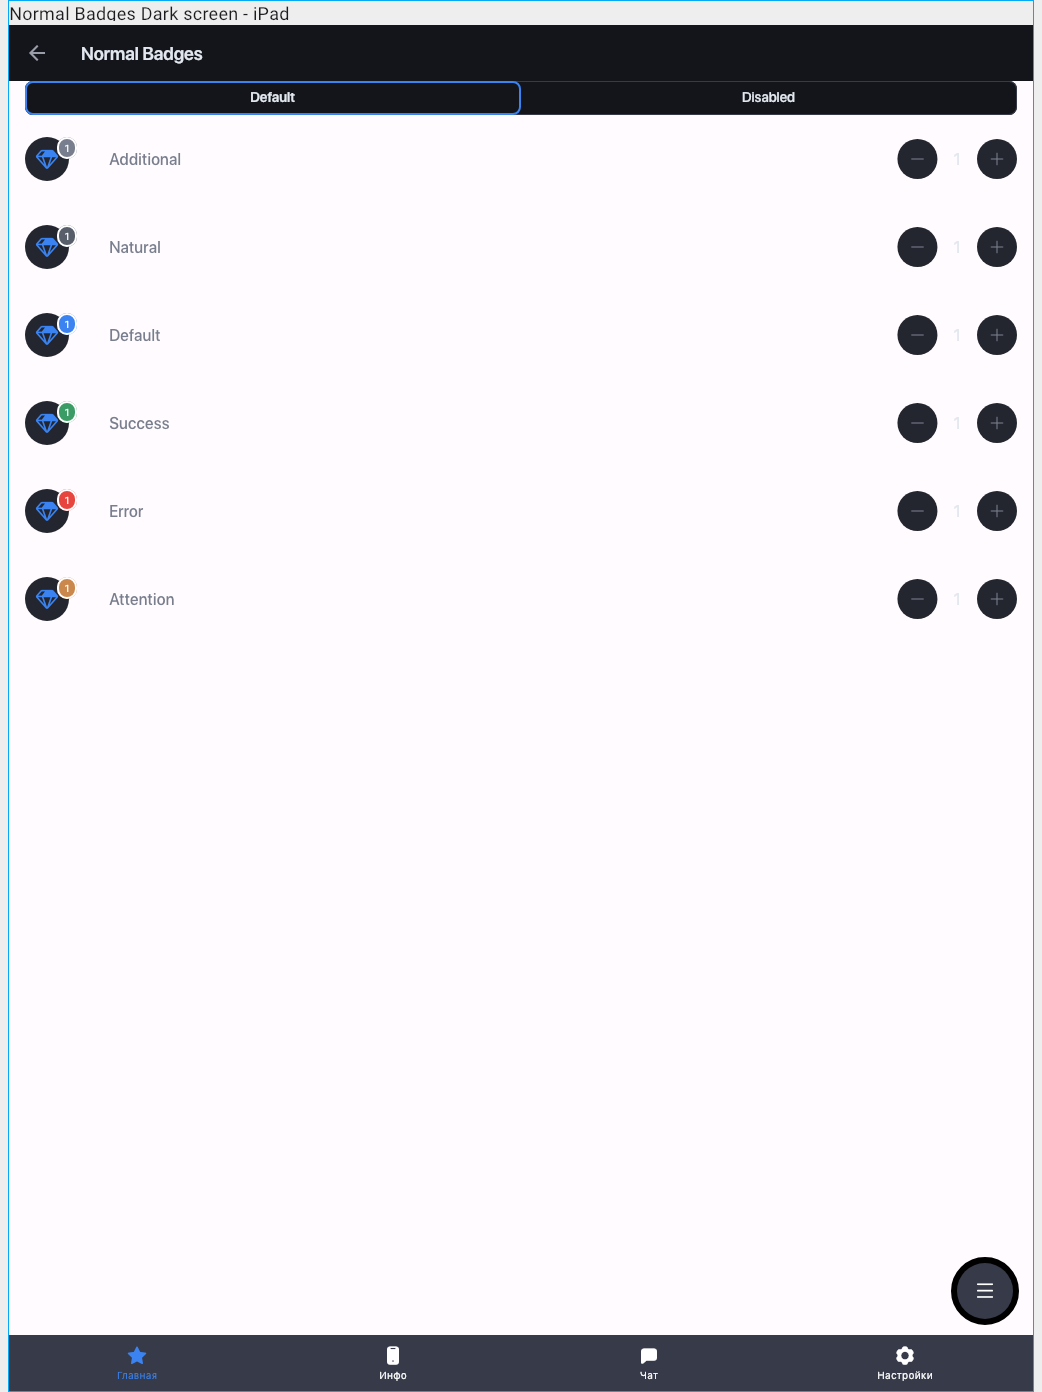 Normal Badges Dark screen - iPad
Normal Badges
Default Disabled
1 Additional 1
1 Natural 1
1 Default 1
1 Success 1
1 Error 1
1 Attention 1
Главная Инфо Чат Настройки